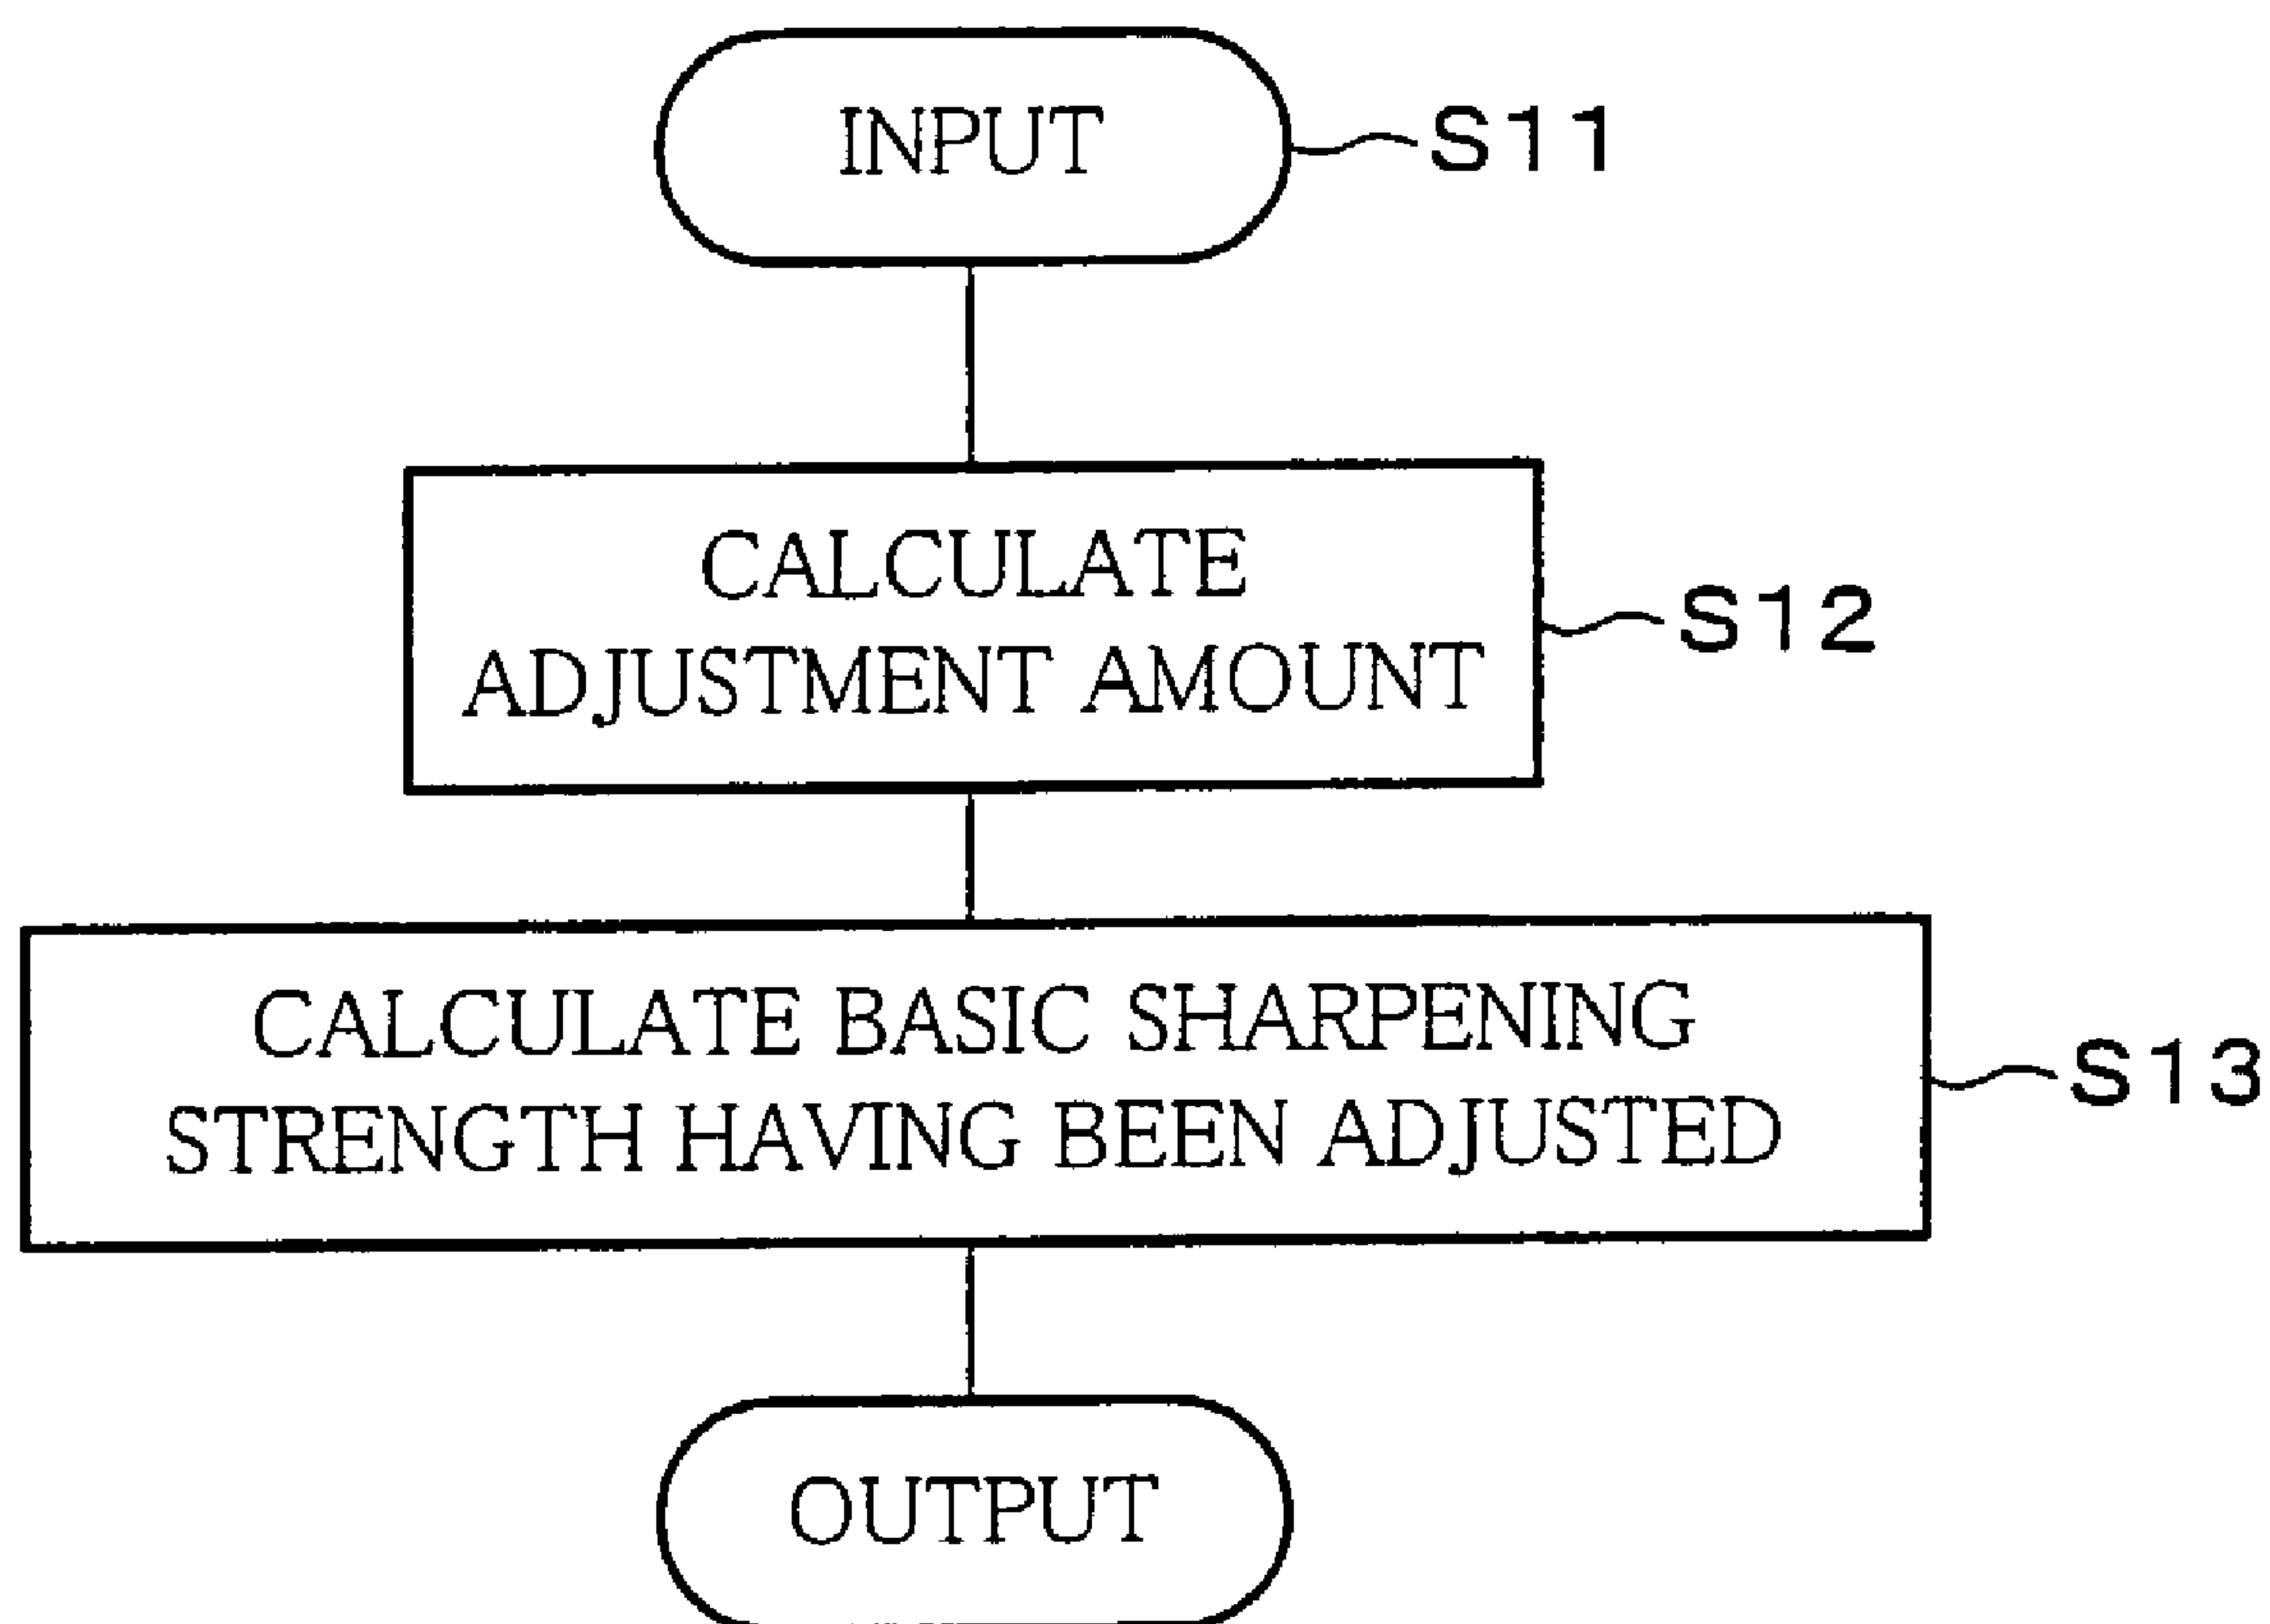 INPUT
S11
CALCULATE
ADJUSTMENT AMOUNT
S12
CALCULATE BASIC SHARPENING
STRENGTH HAVING BEEN ADJUSTED
S13
OUTPUT